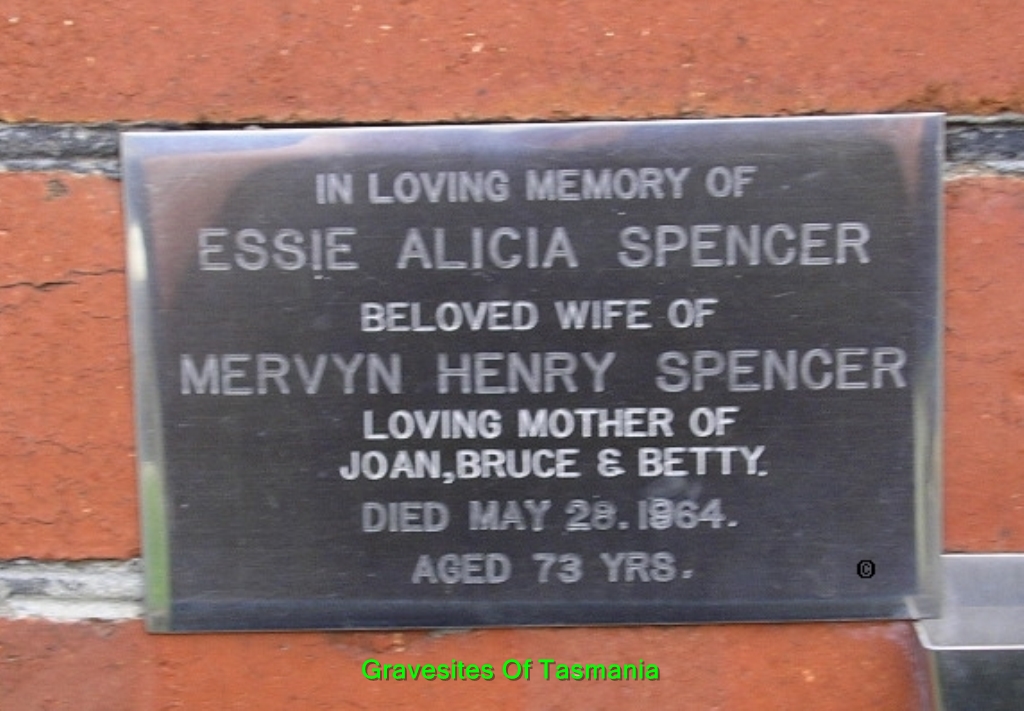 IN LOVING MEMORY OF
ESSIE ALICIA SPENCER
BELOVED WIFE OF
MERVYN HENRY SPENCER
LOVING MOTHER OF
JOAN, BRUCE & BETTY.
DIED MAY 28. 1964.
AGED 73 YRS.
©
Gravesites Of Tasmania